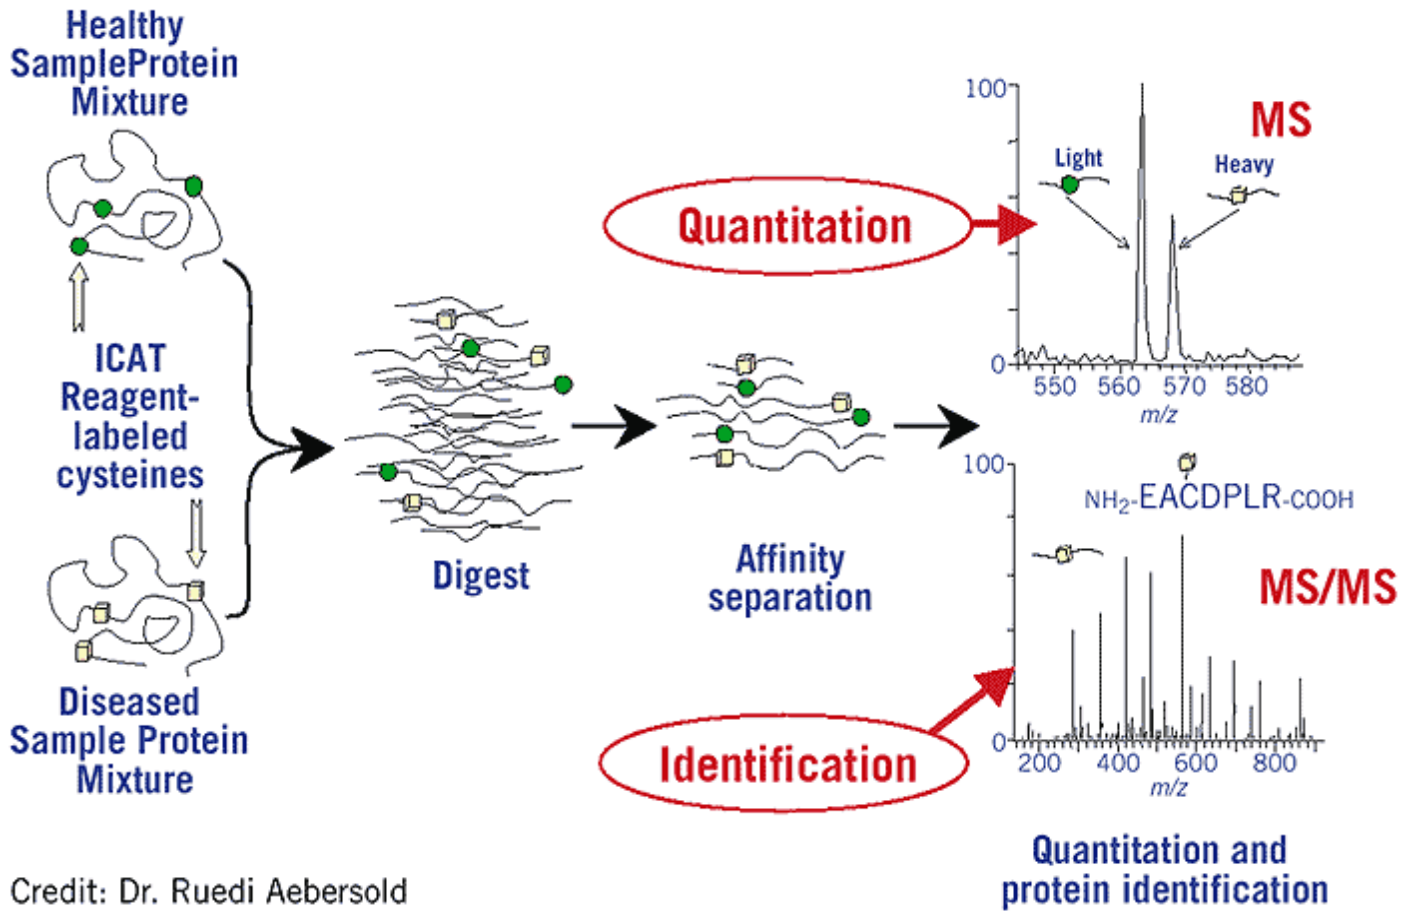 Healthy
SampleProtein
Mixture
ICAT
Reagent-
labeled
cysteines
Diseased
Sample Protein
Mixture
Digest
Affinity
separation
Quantitation
Identification
100
MS
Light
Heavy
0
550 560 570 580
m/z
100
NH₂-EACDPLR-COOH
MS/MS
0
200 400 600 800
m/z
Quantitation and
protein identification
Credit: Dr. Ruedi Aebersold